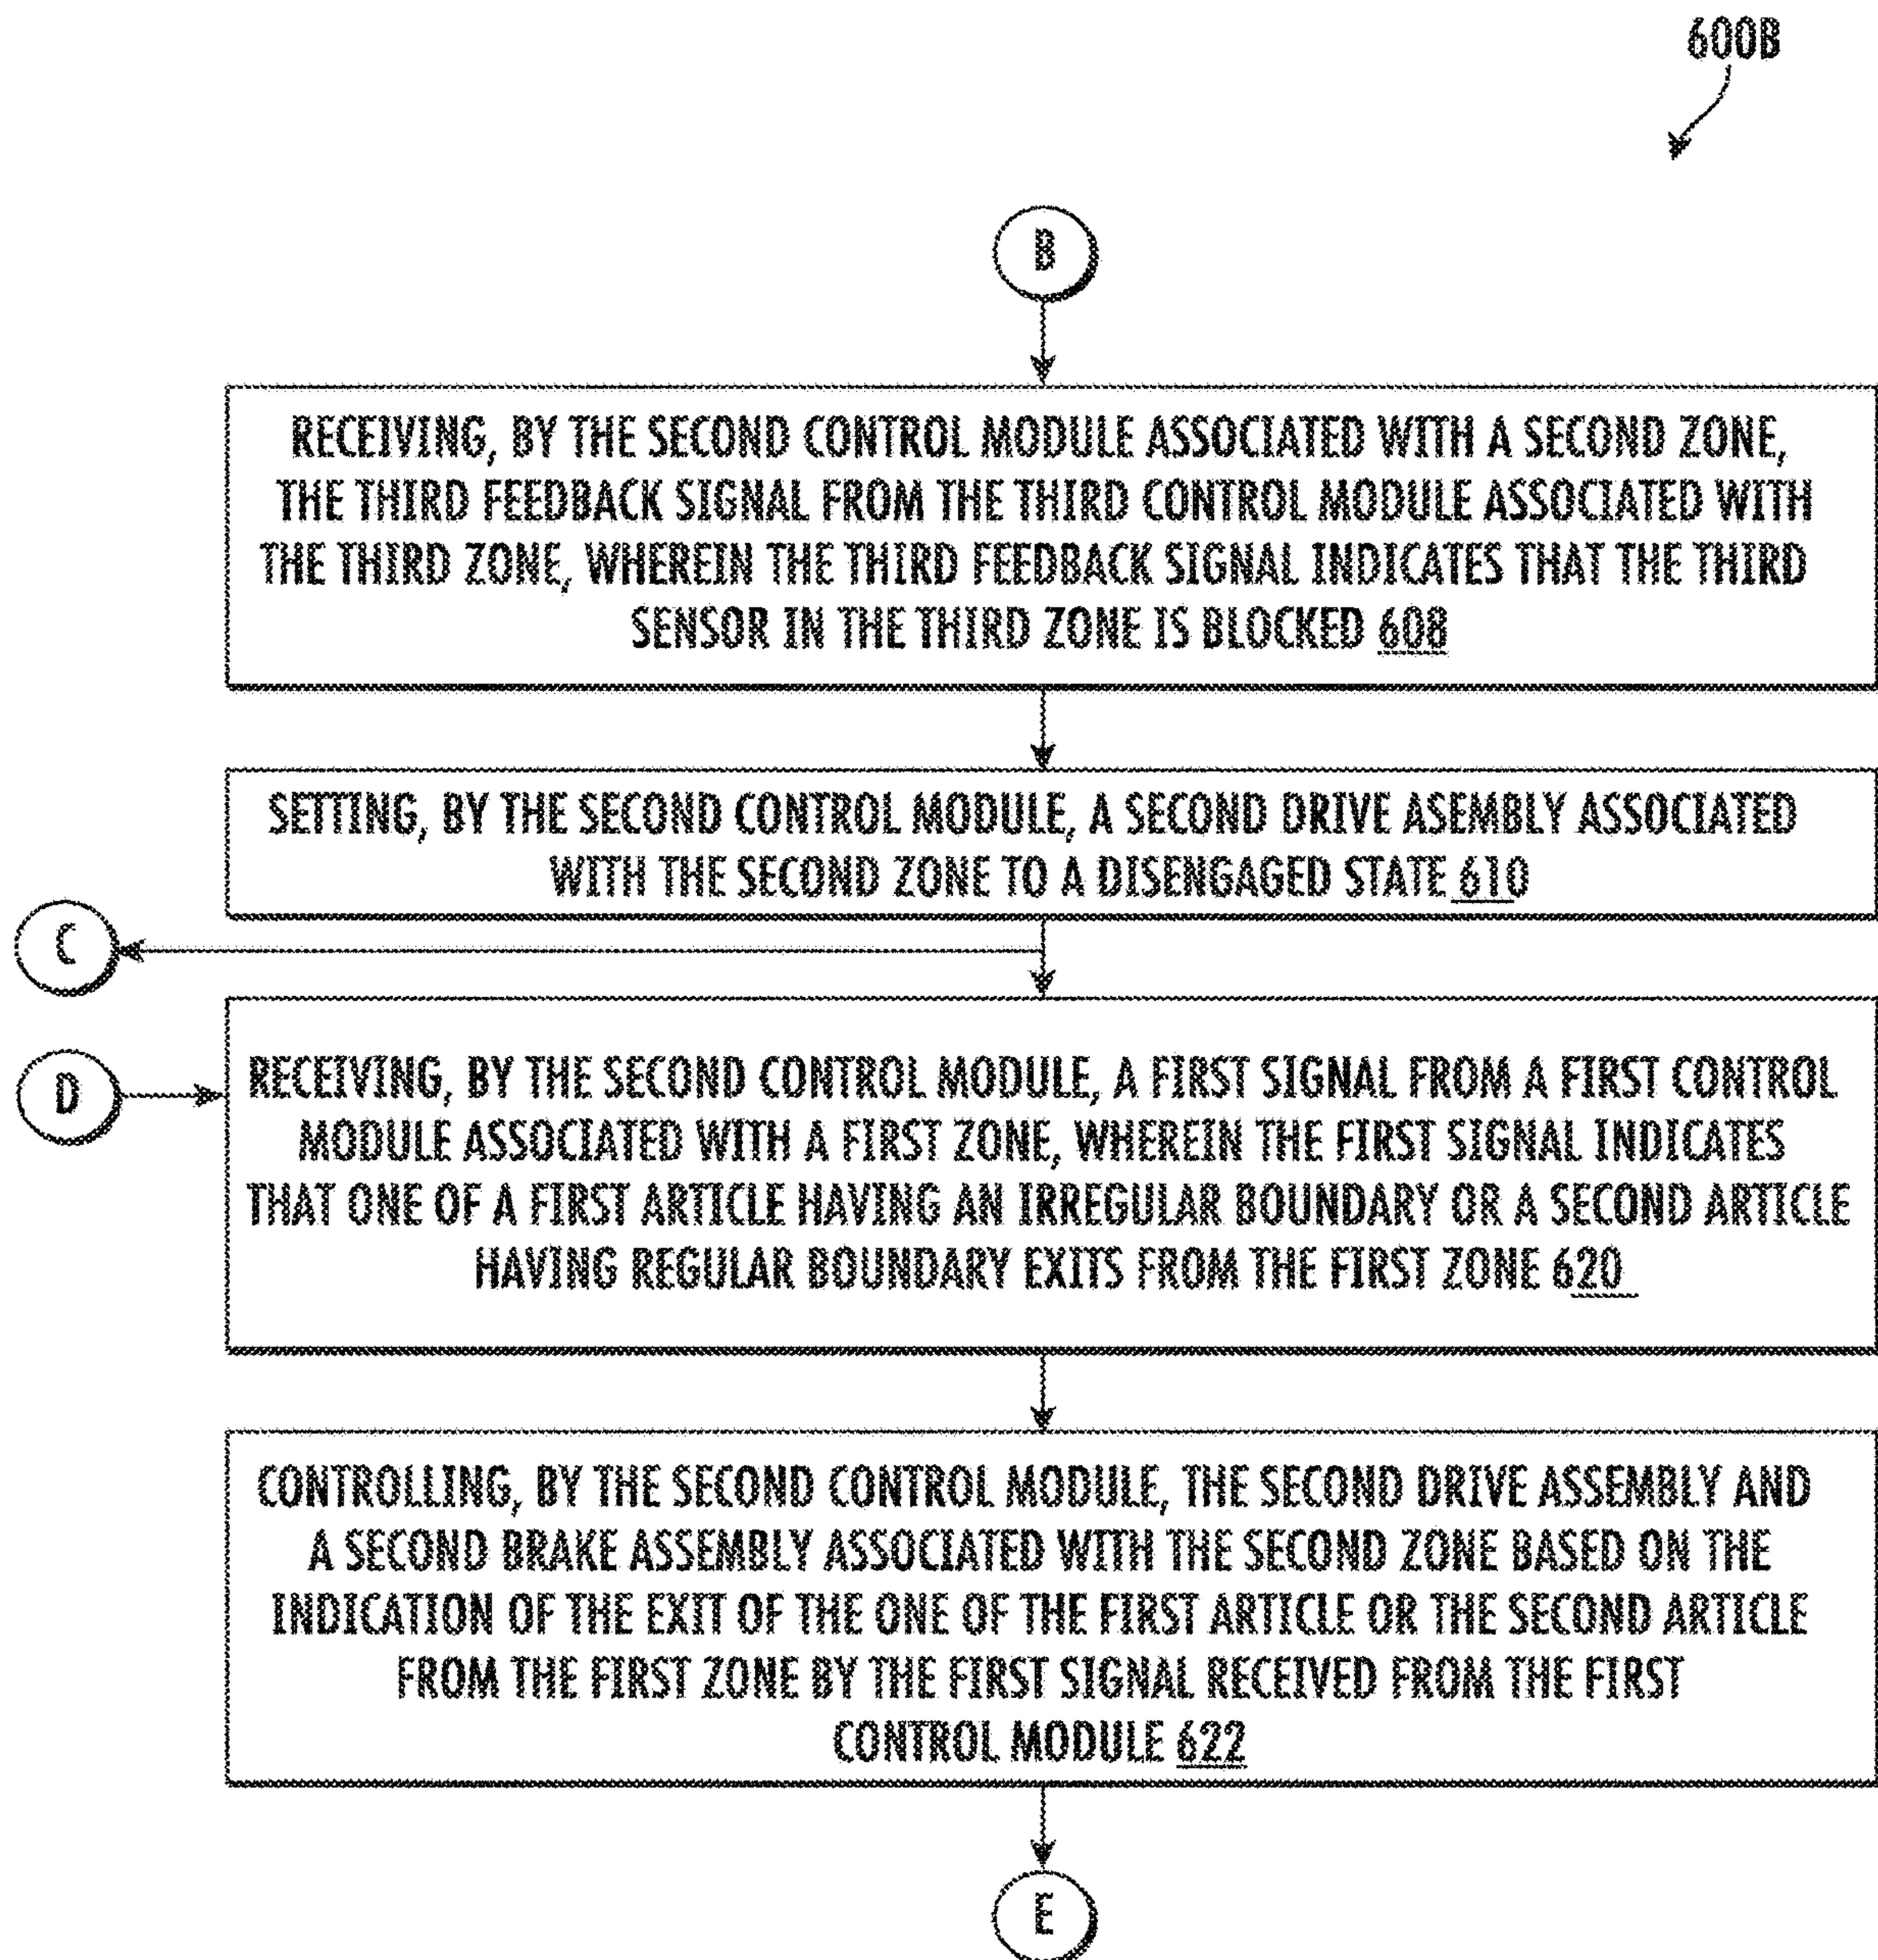 600B
B
RECEIVING, BY THE SECOND CONTROL MODULE ASSOCIATED WITH A SECOND ZONE,
THE THIRD FEEDBACK SIGNAL FROM THE THIRD CONTROL MODULE ASSOCIATED WITH
THE THIRD ZONE, WHEREIN THE THIRD FEEDBACK SIGNAL INDICATES THAT THE THIRD
SENSOR IN THE THIRD ZONE IS BLOCKED 608
SETTING, BY THE SECOND CONTROL MODULE, A SECOND DRIVE ASEMBLY ASSOCIATED
WITH THE SECOND ZONE TO A DISENGAGED STATE 610
C
D
RECEIVING, BY THE SECOND CONTROL MODULE, A FIRST SIGNAL FROM A FIRST CONTROL
MODULE ASSOCIATED WITH A FIRST ZONE, WHEREIN THE FIRST SIGNAL INDICATES
THAT ONE OF A FIRST ARTICLE HAVING AN IRREGULAR BOUNDARY OR A SECOND ARTICLE
HAVING REGULAR BOUNDARY EXITS FROM THE FIRST ZONE 620
CONTROLLING, BY THE SECOND CONTROL MODULE, THE SECOND DRIVE ASSEMBLY AND
A SECOND BRAKE ASSEMBLY ASSOCIATED WITH THE SECOND ZONE BASED ON THE
INDICATION OF THE EXIT OF THE ONE OF THE FIRST ARTICLE OR THE SECOND ARTICLE
FROM THE FIRST ZONE BY THE FIRST SIGNAL RECEIVED FROM THE FIRST
CONTROL MODULE 622
E